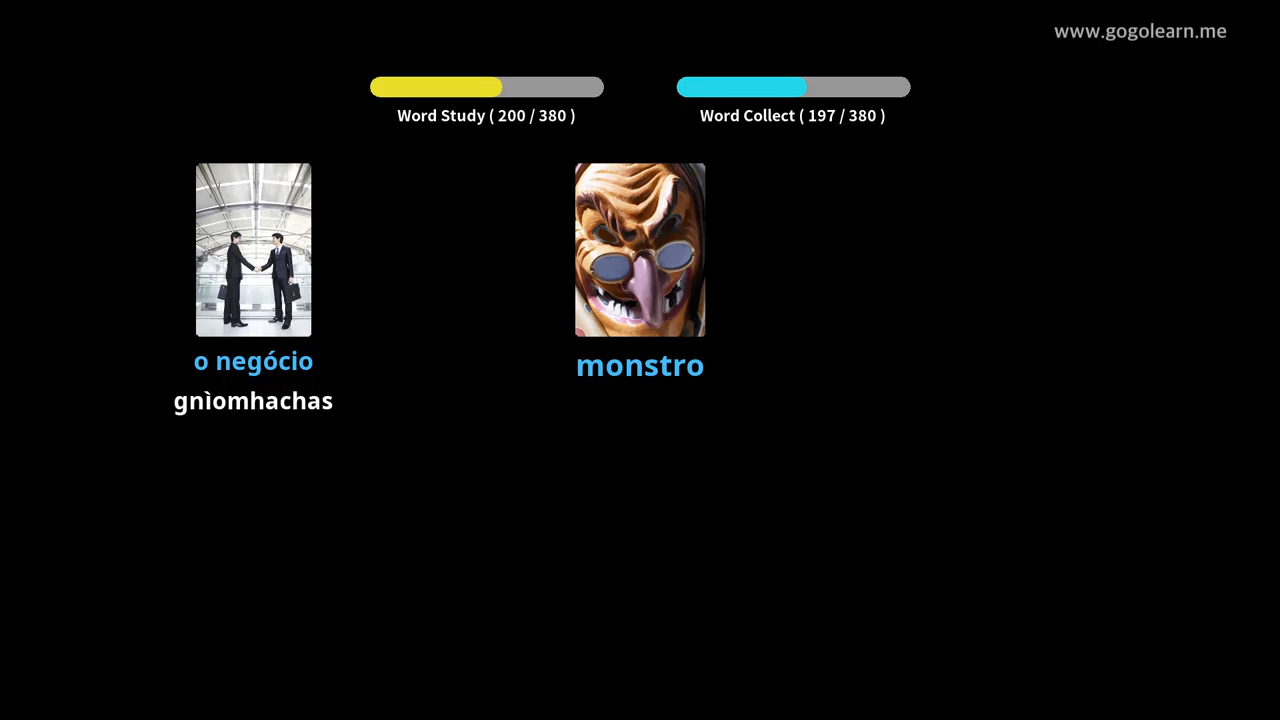 www.gogolearn.me
Word Study ( 200 / 380 )
Word Collect ( 197 / 380 )
o negócio
gnìomhachas
monstro